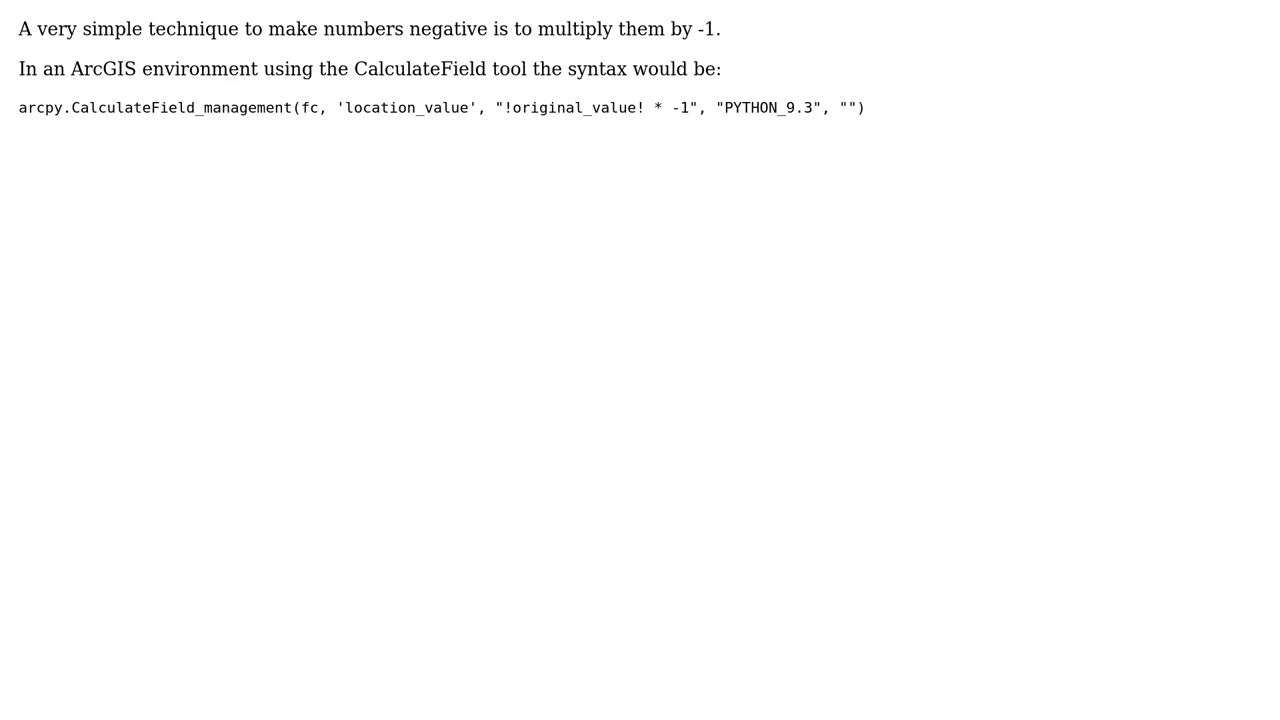 A very simple technique to make numbers negative is to multiply them by -1.
In an ArcGIS environment using the CalculateField tool the syntax would be:
arcpy.CalculateField_management(fc, 'location_value', "!original_value! * -1", "PYTHON_9.3", "")